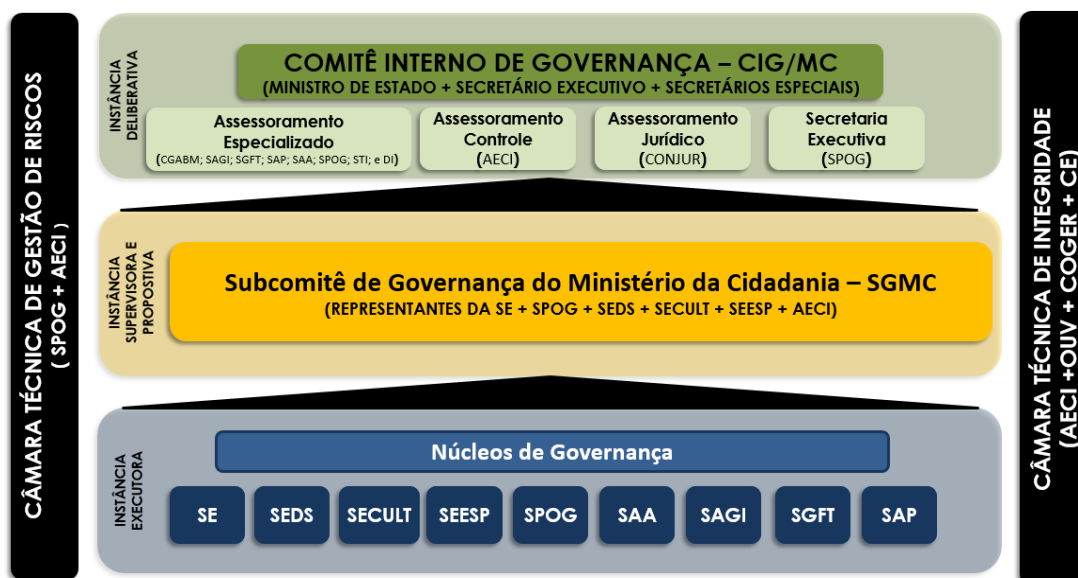 CÂMARA TÉCNICA DE GESTÃO DE RISCOS
( SPOG + AECI )
INSTÂNCIA
DELIBERATIVA
COMITÊ INTERNO DE GOVERNANÇA – CIG/MC
(MINISTRO DE ESTADO + SECRETÁRIO EXECUTIVO + SECRETÁRIOS ESPECIAIS)
Assessoramento
Especializado
(CGABM; SAGI; SGFT; SAP; SAA; SPOG; STI; e DI)
Assessoramento
Controle
(AECI)
Assessoramento
Jurídico
(CONJUR)
Secretaria
Executiva
(SPOG)
INSTÂNCIA
SUPERVISORA E
PROPOSTIVA
Subcomitê de Governança do Ministério da Cidadania – SGMC
(REPRESENTANTES DA SE + SPOG + SEDS + SECULT + SEESP + AECI)
INSTÂNCIA
EXECUTORA
Núcleos de Governança
SE
SEDS
SECULT
SEESP
SPOG
SAA
SAGI
SGFT
SAP
CÂMARA TÉCNICA DE INTEGRIDADE
(AECI +OUV + COGER + CE)